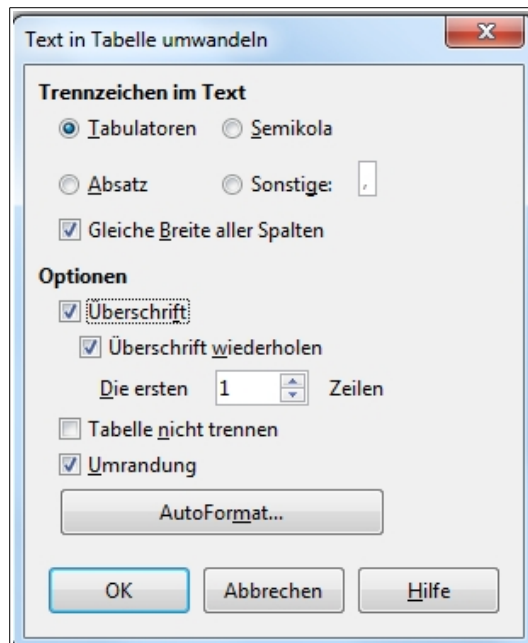 Text in Tabelle umwandeln
Trennzeichen im Text
Tabulatoren Semikola
Absatz Sonstige: ,
Gleiche Breite aller Spalten
Optionen
Überschrift
Überschrift wiederholen
Die ersten 1 Zeilen
Tabelle nicht trennen
Umrandung
AutoFormat...
OK Abbrechen Hilfe